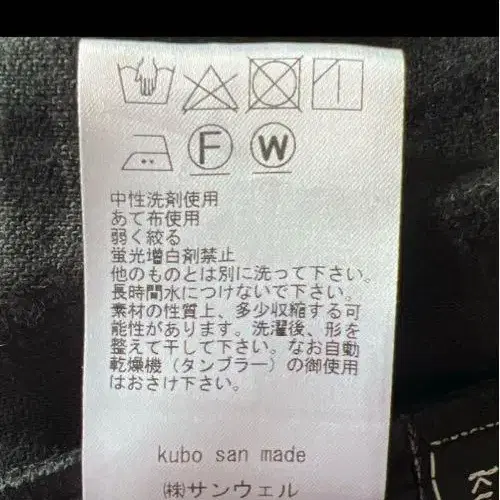 F W
中性洗剤使用
あて布使用
弱く絞る
蛍光増白剤禁止
他のものとは別に洗って下さい。
長時間水につけないで下さい。
素材の性質上、多少収縮する可
能性があります。洗濯後、形を
整えて干して下さい。なお自動
乾燥機（タンブラー）の御使用
はおさけ下さい。
kubo san made
㈱サンウェル